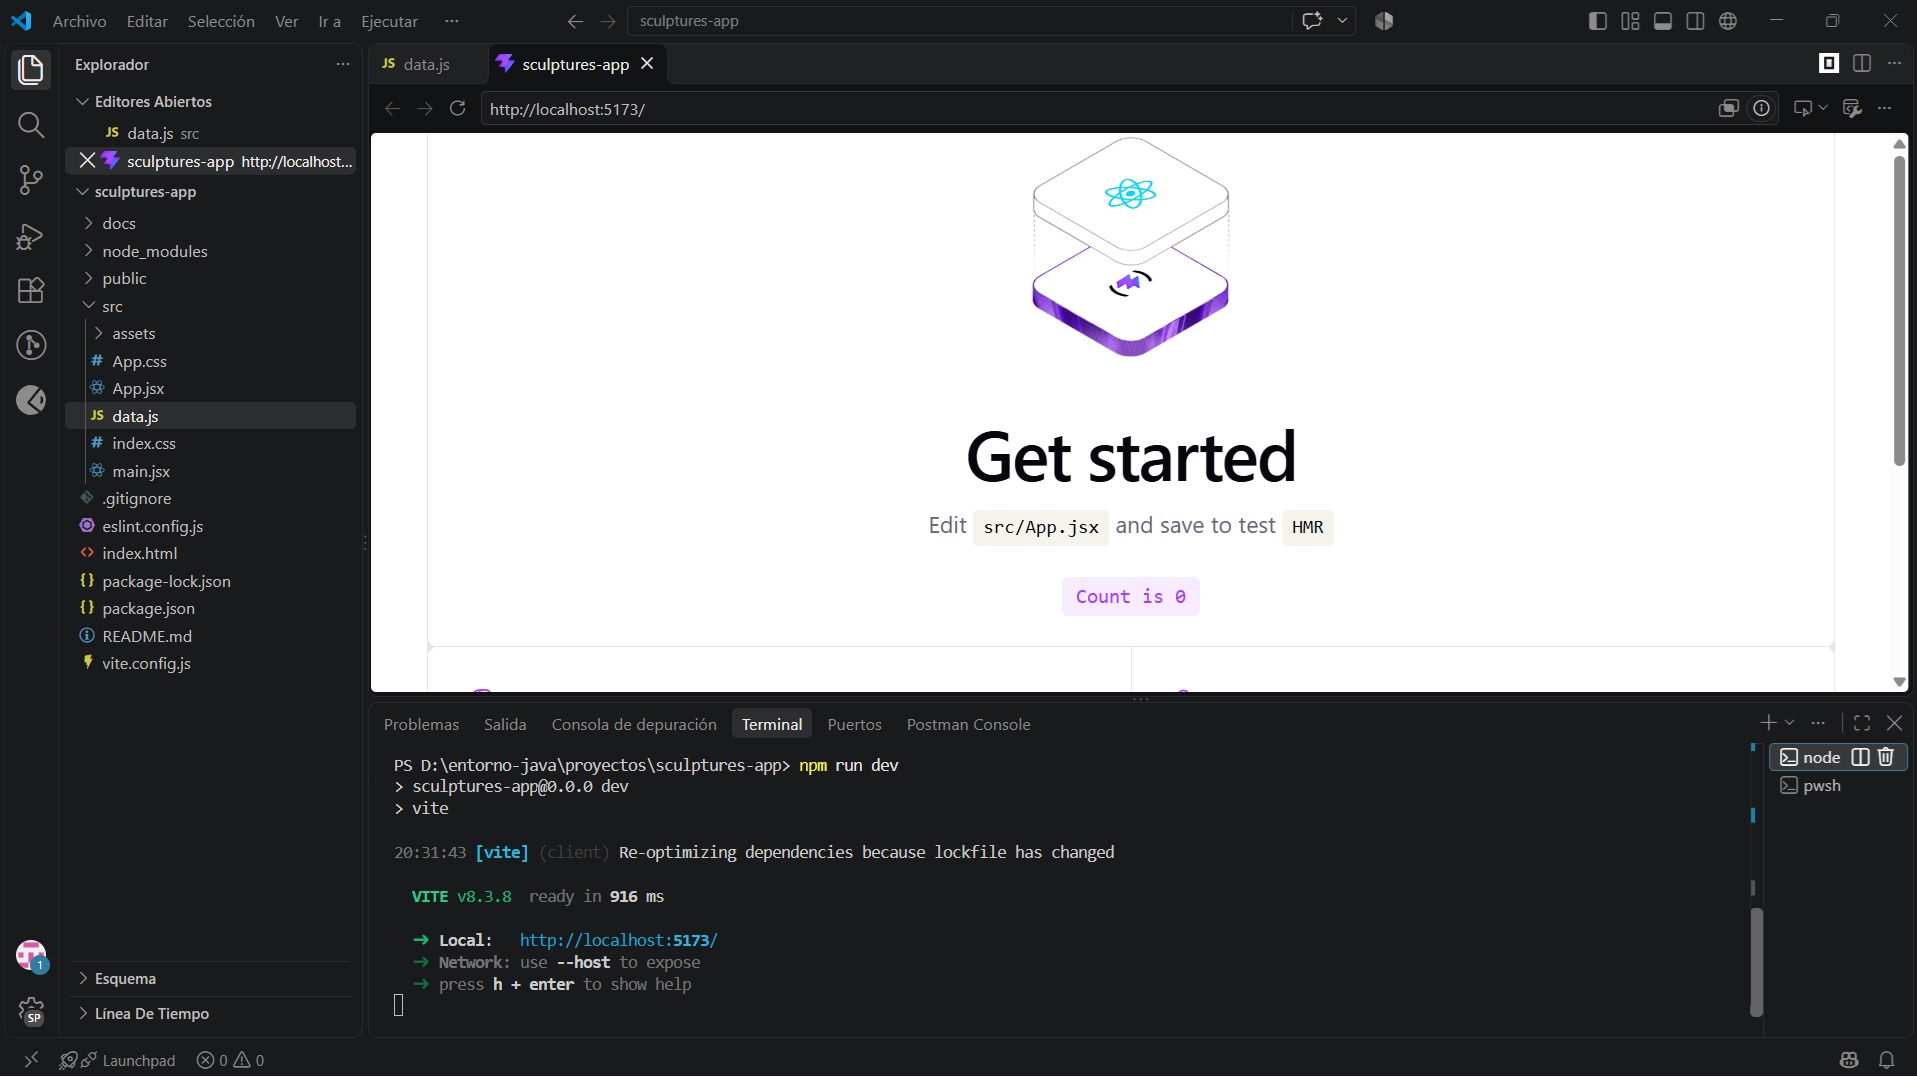 Archivo Editar Selección Ver Ir a Ejecutar ···
sculptures-app
Explorador
Editores Abiertos
JS data.js src
sculptures-app http://localhost...
sculptures-app
docs
node_modules
public
src
assets
# App.css
App.jsx
JS data.js
# index.css
main.jsx
.gitignore
eslint.config.js
<> index.html
{} package-lock.json
{} package.json
README.md
vite.config.js
Esquema
Línea De Tiempo
1
SP
JS data.js
sculptures-app
http://localhost:5173/
Get started
Edit src/App.jsx and save to test HMR
Count is 0
Problemas Salida Consola de depuración Terminal Puertos Postman Console
PS D:\entorno-java\proyectos\sculptures-app> npm run dev
> sculptures-app@0.0.0 dev
> vite
20:31:43 [vite] (client) Re-optimizing dependencies because lockfile has changed
VITE v8.3.8 ready in 916 ms
➜ Local: http://localhost:5173/
➜ Network: use --host to expose
➜ press h + enter to show help
node
pwsh
Launchpad 0 0